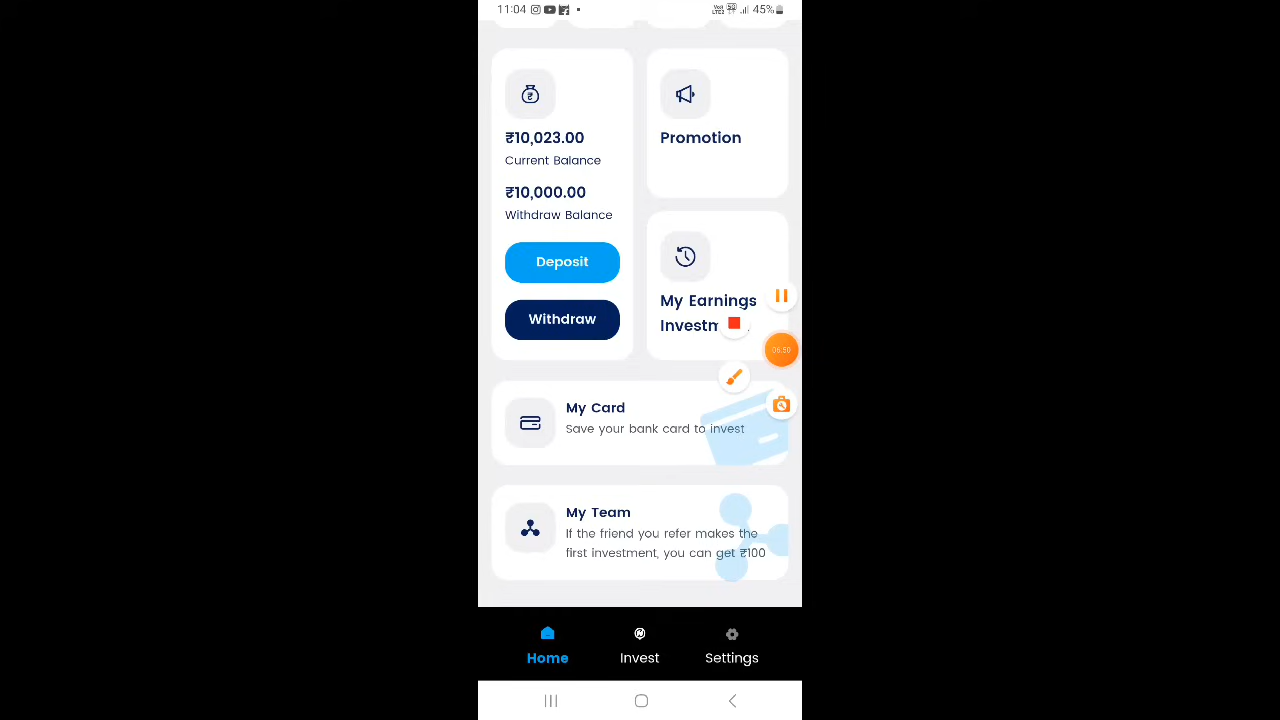 11:04
45%
₹10,023.00
Current Balance
₹10,000.00
Withdraw Balance
Deposit
Withdraw
Promotion
My Earnings
My Card
Save your bank card to invest
My Team
If the friend you refer makes the
first investment, you can get ₹100
Home
Invest
Settings